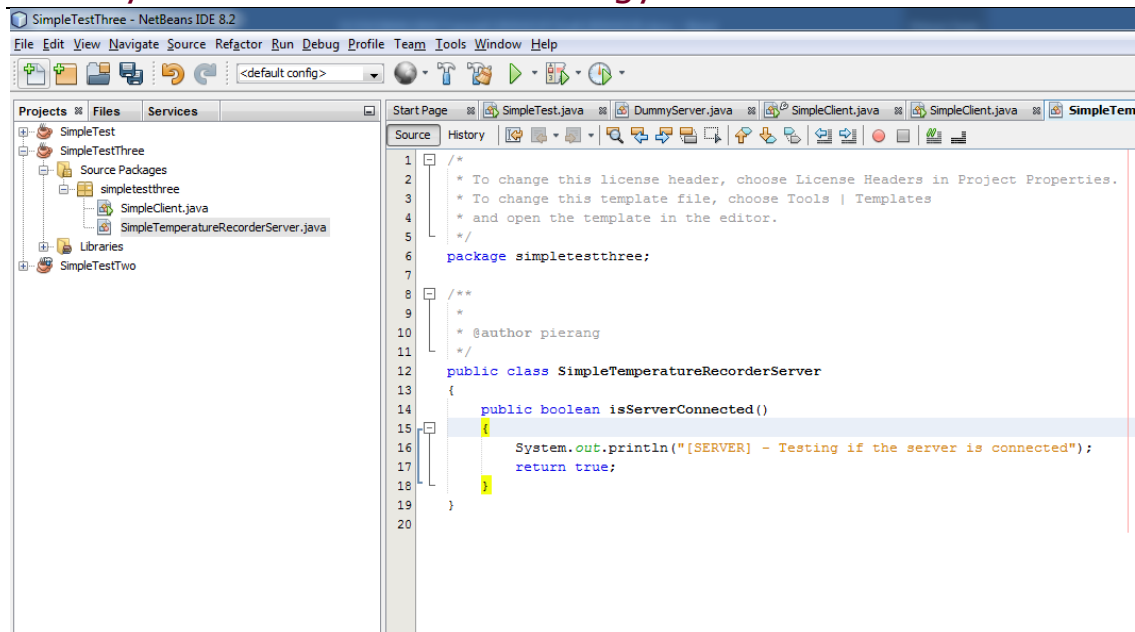 SimpleTestThree - NetBeans IDE 8.2
File Edit View Navigate Source Refactor Run Debug Profile Team Tools Window Help
<default config>
Projects Files Services
SimpleTest
SimpleTestThree
Source Packages
simpletestthree
SimpleClient.java
SimpleTemperatureRecorderServer.java
Libraries
SimpleTestTwo
Start Page SimpleTest.java DummyServer.java SimpleClient.java SimpleClient.java SimpleTem
Source History
1 /*
2 * To change this license header, choose License Headers in Project Properties.
3 * To change this template file, choose Tools | Templates
4 * and open the template in the editor.
5 */
6 package simpletestthree;
7
8 /**
9 *
10 * @author pierang
11 */
12 public class SimpleTemperatureRecorderServer
13 {
14 public boolean isServerConnected()
15 {
16 System.out.println("[SERVER] - Testing if the server is connected");
17 return true;
18 }
19 }
20